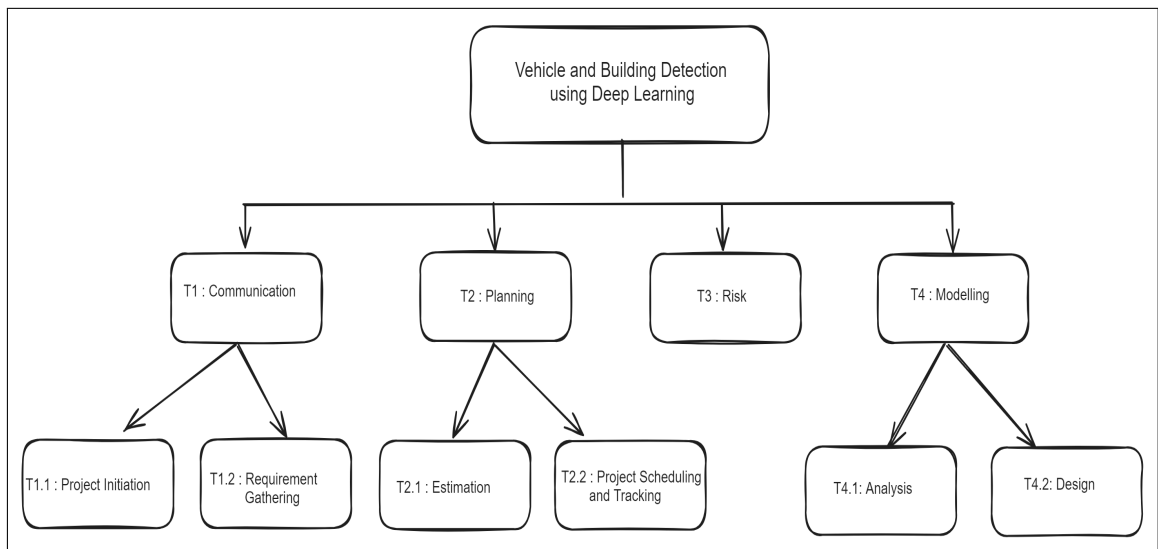 Vehicle and Building Detection
using Deep Learning
T1 : Communication
T2 : Planning
T3 : Risk
T4 : Modelling
T1.1 : Project Initiation
T1.2 : Requirement
Gathering
T2.1 : Estimation
T2.2 : Project Scheduling
and Tracking
T4.1: Analysis
T4.2: Design